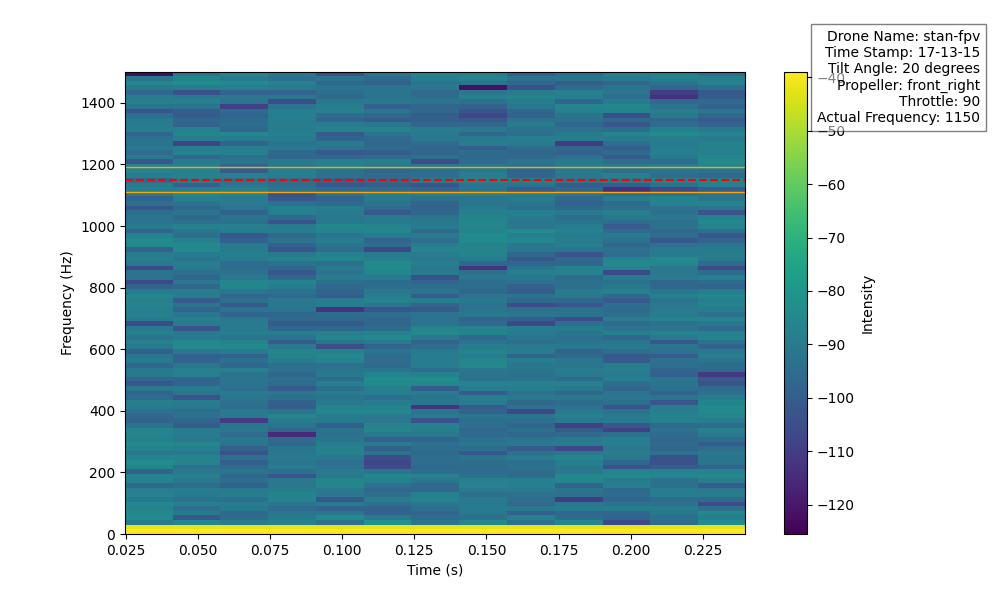 Drone Name: stan-fpv
Time Stamp: 17-13-15
Tilt Angle: 20 degrees
Propeller: front_right
Throttle: 90
Actual Frequency: 1150
−40
−50
−60
−70
−80
−90
−100
−110
−120
Intensity
1400
1200
1000
800
600
400
200
0
Frequency (Hz)
0.025 0.050 0.075 0.100 0.125 0.150 0.175 0.200 0.225
Time (s)